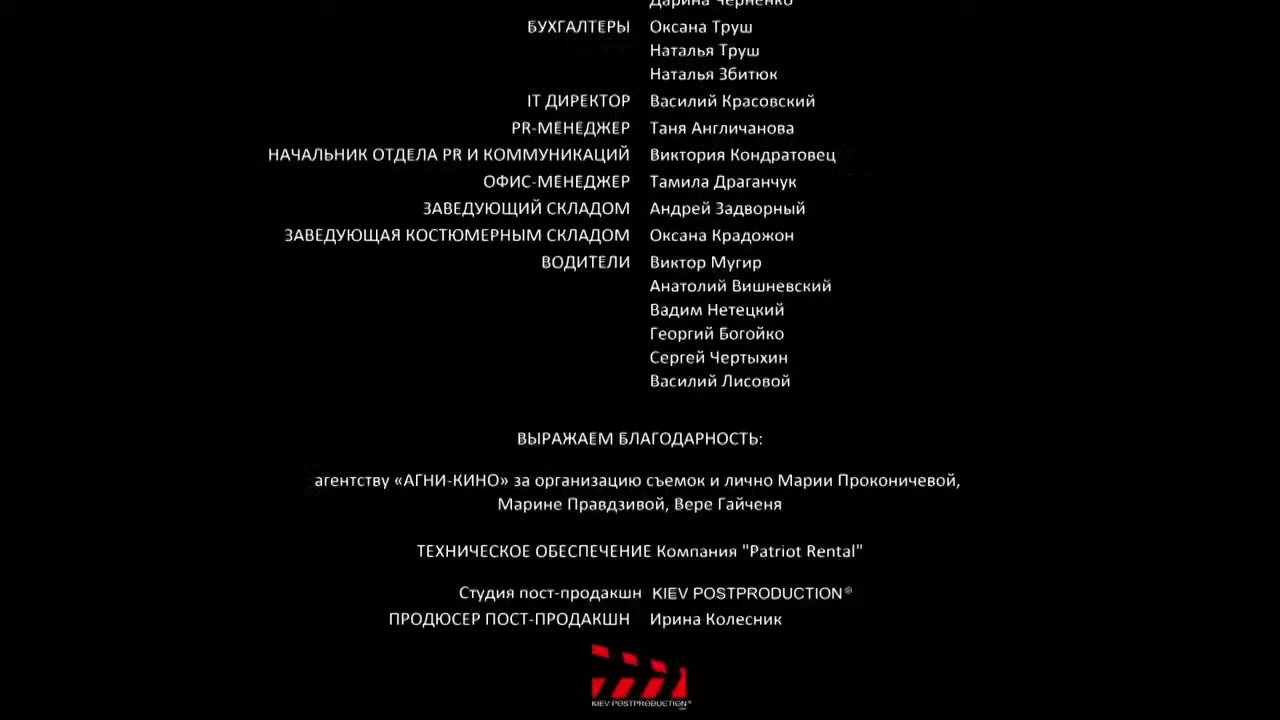 Дарина Черненко
БУХГАЛТЕРЫ Оксана Труш
Наталья Труш
Наталья Збитюк
IT ДИРЕКТОР Василий Красовский
PR-МЕНЕДЖЕР Таня Англичанова
НАЧАЛЬНИК ОТДЕЛА PR И КОММУНИКАЦИЙ Виктория Кондратовец
ОФИС-МЕНЕДЖЕР Тамила Драганчук
ЗАВЕДУЮЩИЙ СКЛАДОМ Андрей Задворный
ЗАВЕДУЮЩАЯ КОСТЮМЕРНЫМ СКЛАДОМ Оксана Крадожон
ВОДИТЕЛИ Виктор Мугир
Анатолий Вишневский
Вадим Нетецкий
Георгий Богойко
Сергей Чертыхин
Василий Лисовой
ВЫРАЖАЕМ БЛАГОДАРНОСТЬ:
агентству «АГНИ-КИНО» за организацию съемок и лично Марии Проконичевой,
Марине Правдзивой, Вере Гайченя
ТЕХНИЧЕСКОЕ ОБЕСПЕЧЕНИЕ Компания "Patriot Rental"
Студия пост-продакшн KIEV POSTPRODUCTION®
ПРОДЮСЕР ПОСТ-ПРОДАКШН Ирина Колесник
KIEV POSTPRODUCTION®